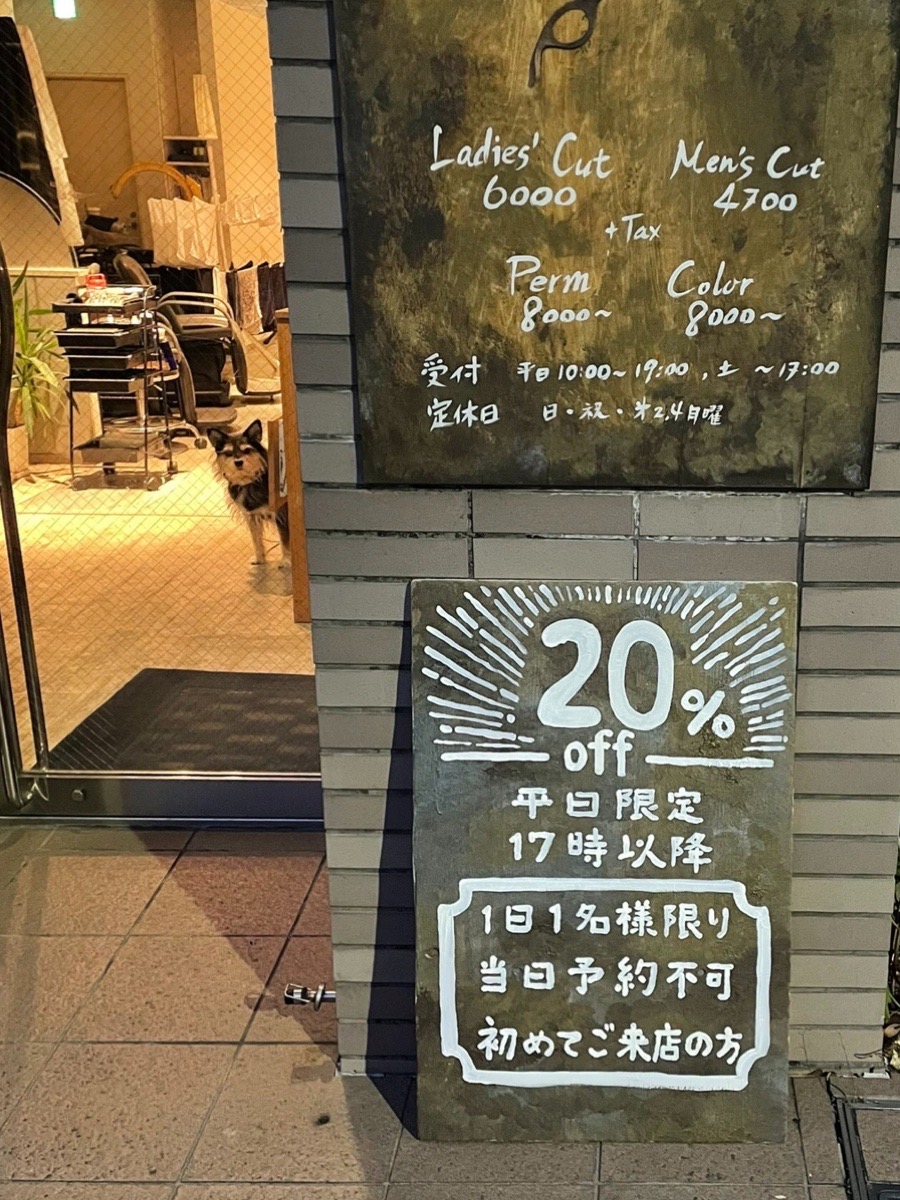 Ladies' Cut Men's Cut
6000 4700
+Tax
Perm Color
8000~ 8000~
受付 平日10:00~19:00,土 ~17:00
定休日 日・祝・㐧2,4月曜
20%
off
平日限定
17時以降
1日1名様限り
当日予約不可
初めてご来店の方